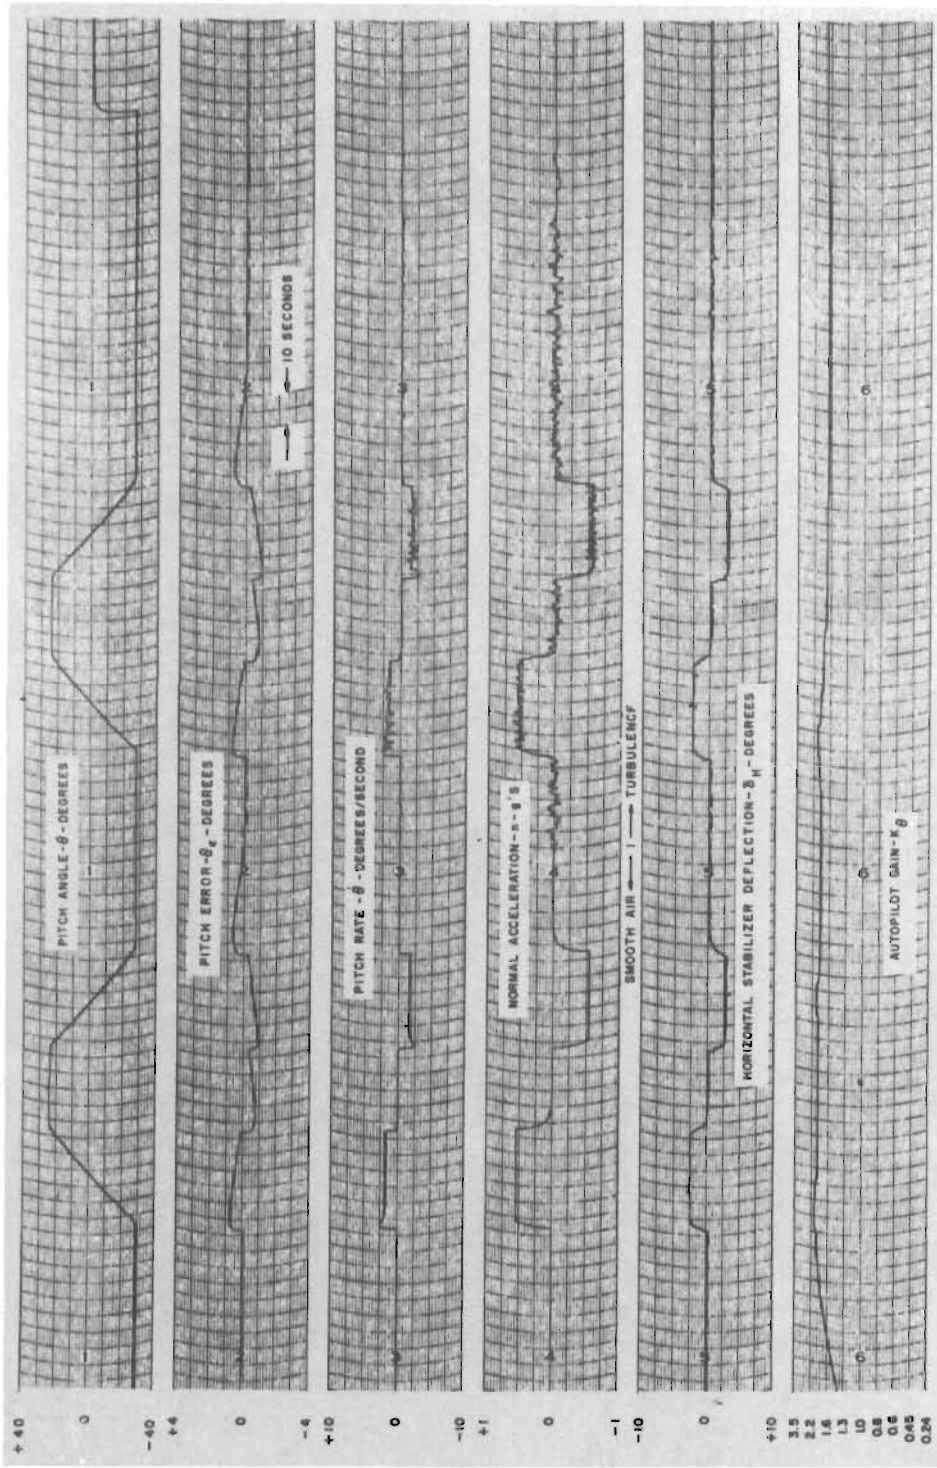 +40
0
-40
PITCH ANGLE-θ-DEGREES
+4
0
-4
PITCH ERROR-θe-DEGREES
10 SECONDS
+10
0
-10
PITCH RATE-θ̇-DEGREES/SECOND
+1
0
-1
NORMAL ACCELERATION-n-g'S
SMOOTH AIR
TURBULENCE
-10
0
+10
HORIZONTAL STABILIZER DEFLECTION-δH-DEGREES
3.5
2.2
1.6
1.3
1.0
0.8
0.6
0.45
0.24
AUTOPILOT GAIN-Kθ